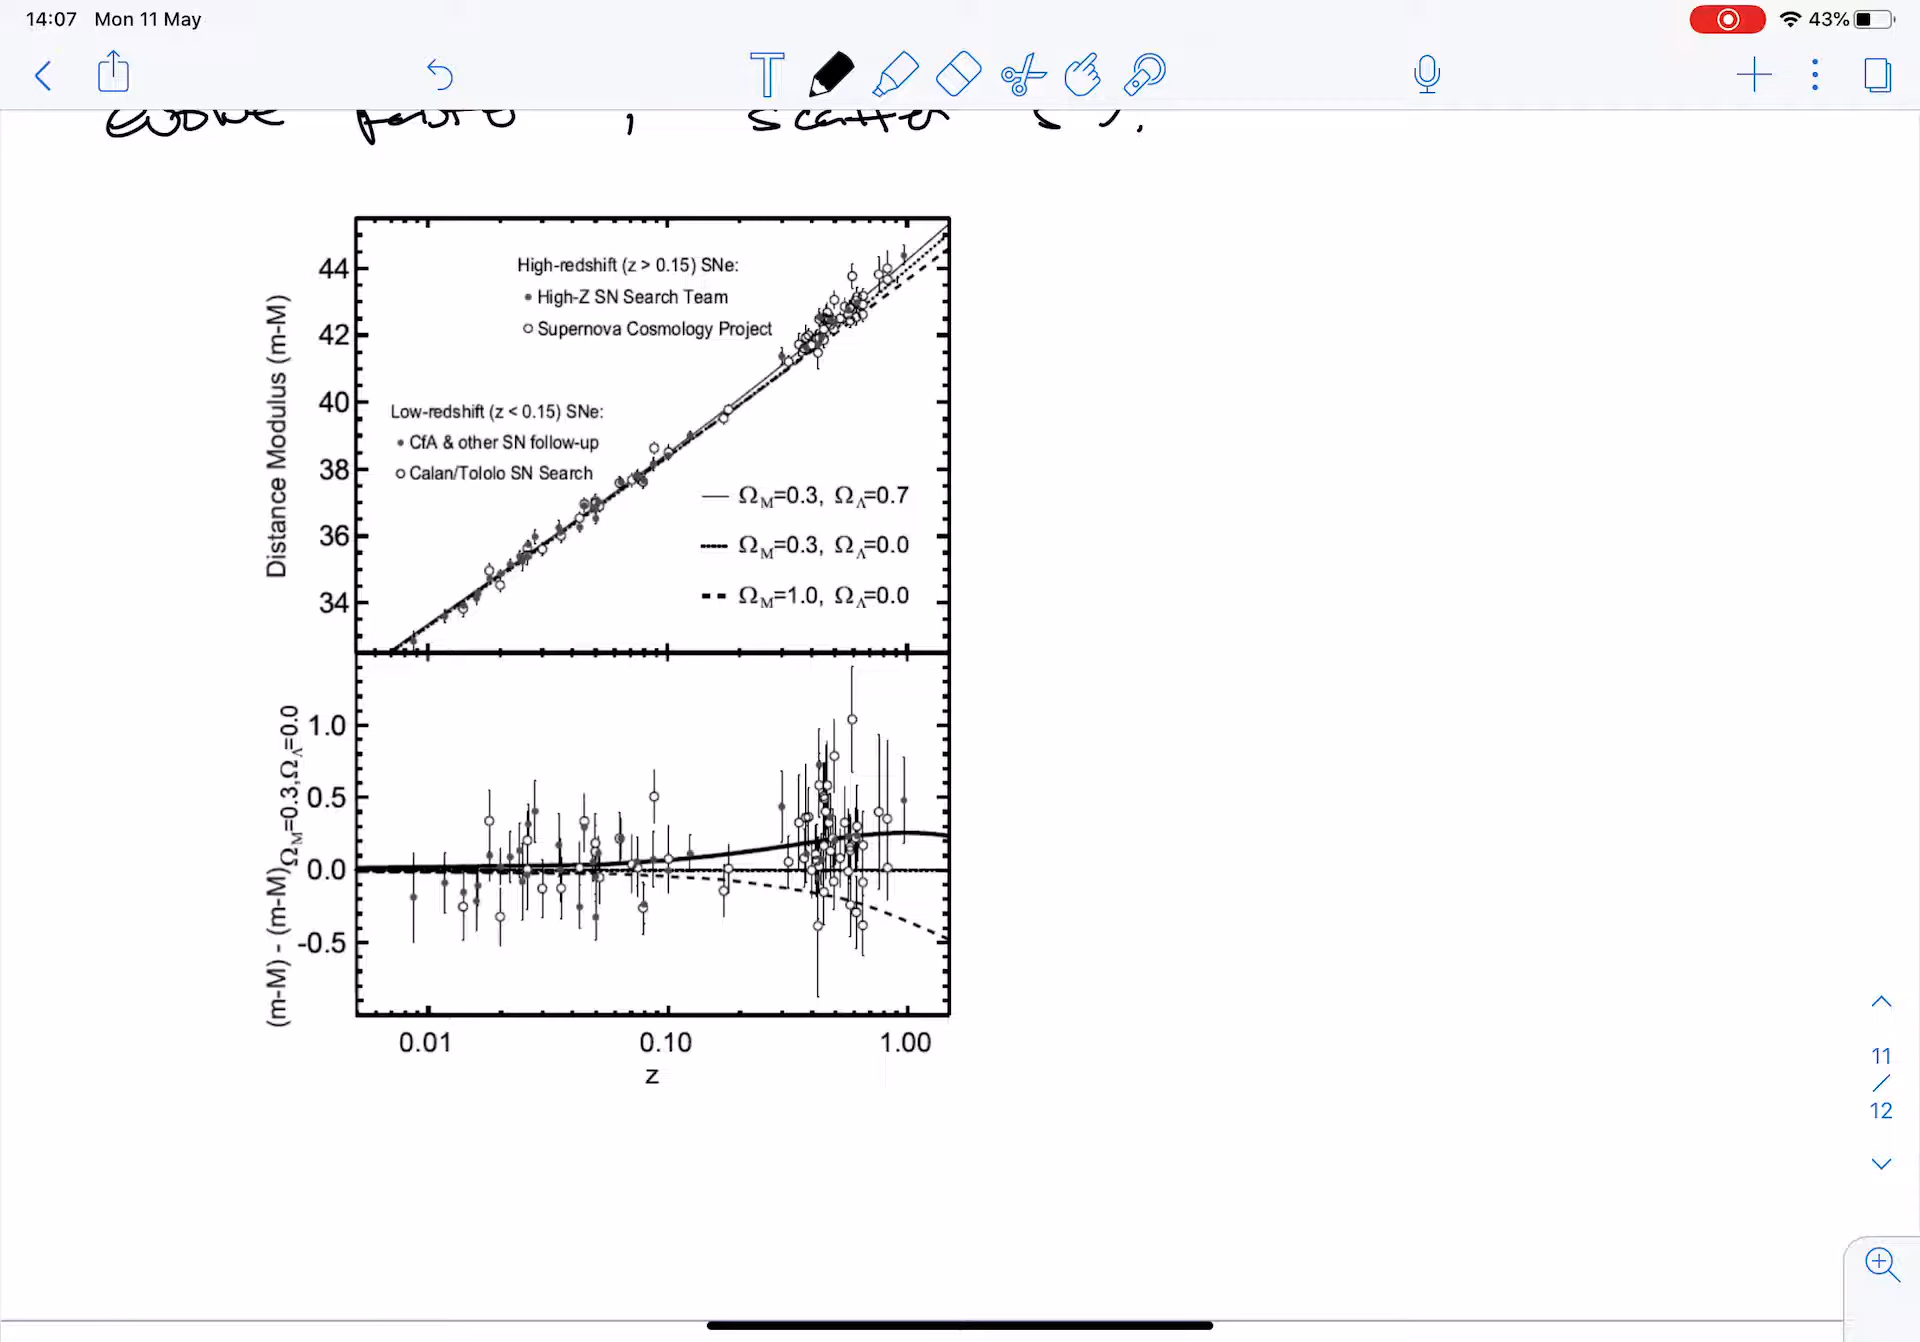 14:07 Mon 11 May
43%
scatter
High-redshift (z > 0.15) SNe:
High-Z SN Search Team
Supernova Cosmology Project
Low-redshift (z < 0.15) SNe:
CfA & other SN follow-up
Calan/Tololo SN Search
Ω_M=0.3, Ω_Λ=0.7
Ω_M=0.3, Ω_Λ=0.0
Ω_M=1.0, Ω_Λ=0.0
Distance Modulus (m-M)
44
42
40
38
36
34
(m-M) - (m-M)Ω_M=0.3,Ω_Λ=0.0
1.0
0.5
0.0
-0.5
0.01 0.10 1.00
z
11
/
12